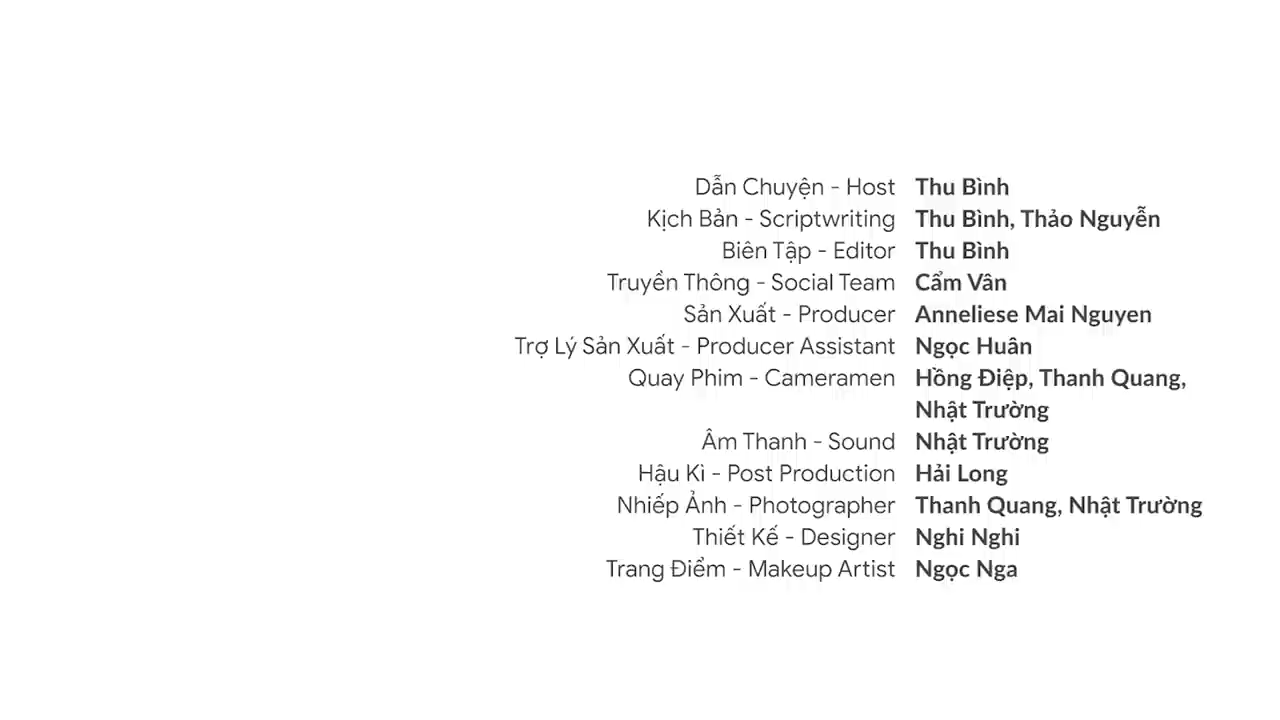 Dẫn Chuyện - Host Thu Bình
Kịch Bản - Scriptwriting Thu Bình, Thảo Nguyễn
Biên Tập - Editor Thu Bình
Truyền Thông - Social Team Cẩm Vân
Sản Xuất - Producer Anneliese Mai Nguyen
Trợ Lý Sản Xuất - Producer Assistant Ngọc Huân
Quay Phim - Cameramen Hồng Điệp, Thanh Quang,
Nhật Trường
Âm Thanh - Sound Nhật Trường
Hậu Kì - Post Production Hải Long
Nhiếp Ảnh - Photographer Thanh Quang, Nhật Trường
Thiết Kế - Designer Nghi Nghi
Trang Điểm - Makeup Artist Ngọc Nga